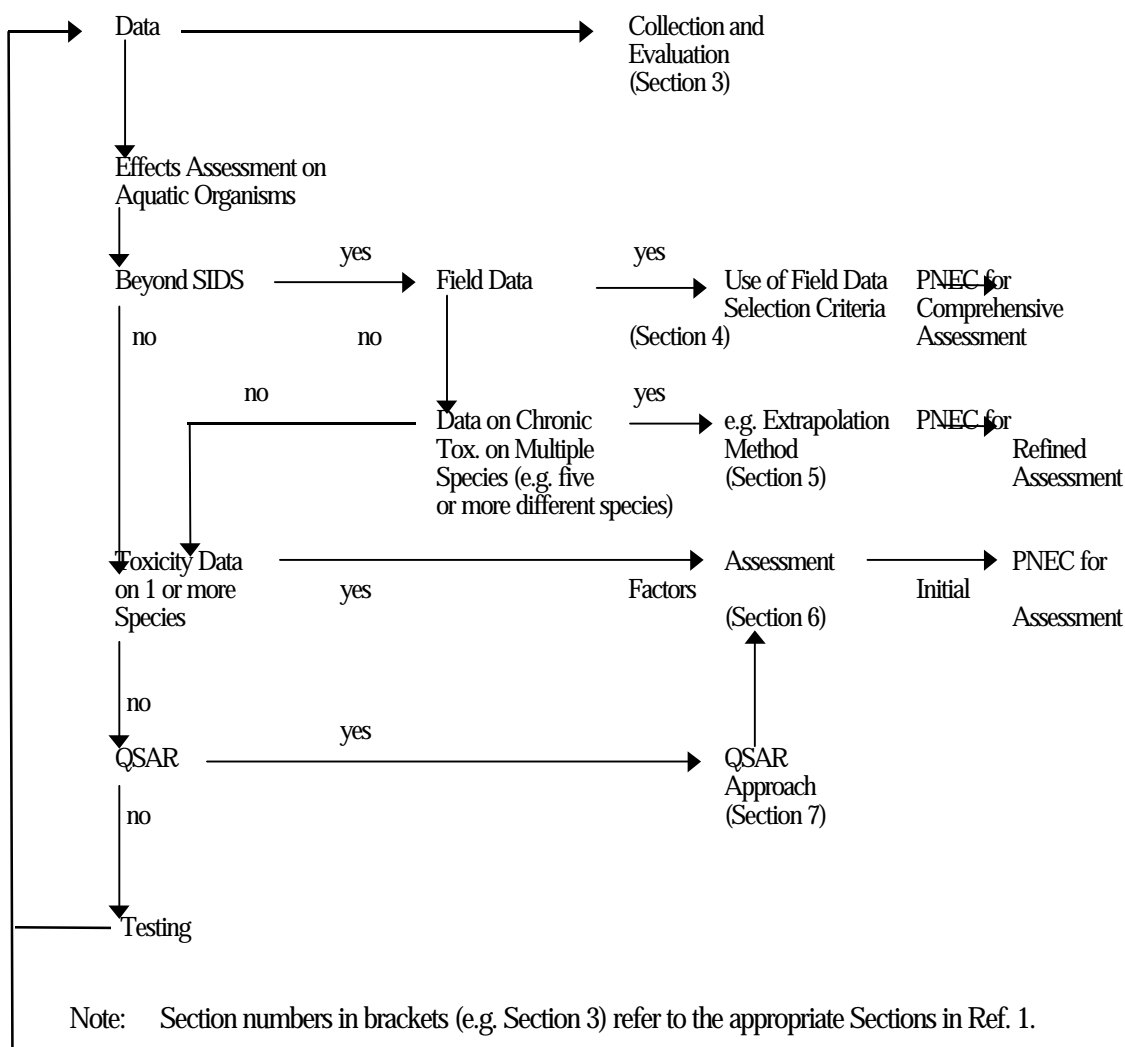 Data
Collection and
Evaluation
(Section 3)
Effects Assessment on
Aquatic Organisms
yes yes
Beyond SIDS Field Data Use of Field Data PNEC for
Selection Criteria Comprehensive
no no (Section 4) Assessment
no yes
Data on Chronic e.g. Extrapolation PNEC for
Tox. on Multiple Method Refined
Species (e.g. five (Section 5) Assessment
or more different species)
Toxicity Data Assessment PNEC for
on 1 or more yes Factors Initial
Species (Section 6) Assessment
no
yes
QSAR QSAR
Approach
no (Section 7)
Testing
Note: Section numbers in brackets (e.g. Section 3) refer to the appropriate Sections in Ref. 1.